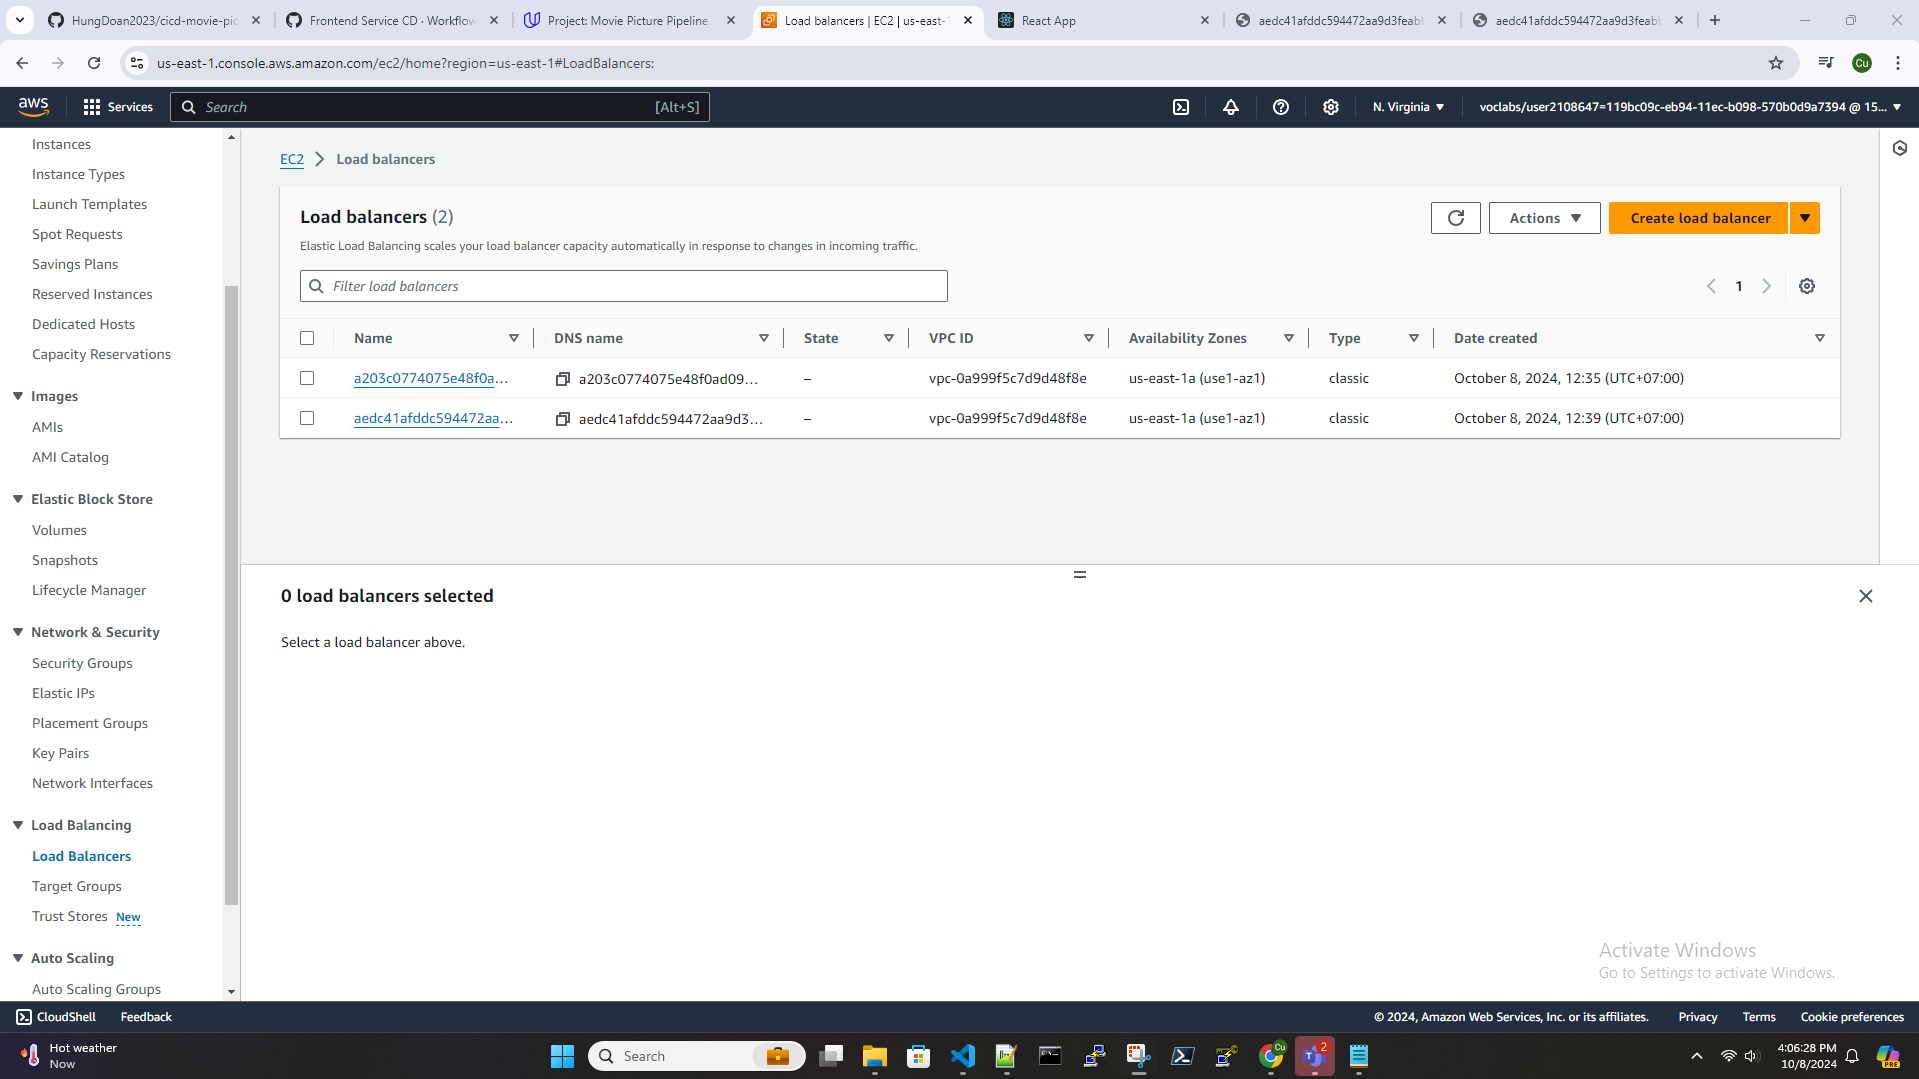 HungDoan2023/cicd-movie-pic
Frontend Service CD · Workflow
Project: Movie Picture Pipeline
Load balancers | EC2 | us-east-1
React App
aedc41afddc594472aa9d3feabb
aedc41afddc594472aa9d3feabb
us-east-1.console.aws.amazon.com/ec2/home?region=us-east-1#LoadBalancers:
Cu
aws
Services
Search
[Alt+S]
N. Virginia
voclabs/user2108647=119bc09c-eb94-11ec-b098-570b0d9a7394 @ 15...
Instances
Instance Types
Launch Templates
Spot Requests
Savings Plans
Reserved Instances
Dedicated Hosts
Capacity Reservations
Images
AMIs
AMI Catalog
Elastic Block Store
Volumes
Snapshots
Lifecycle Manager
Network & Security
Security Groups
Elastic IPs
Placement Groups
Key Pairs
Network Interfaces
Load Balancing
Load Balancers
Target Groups
Trust Stores New
Auto Scaling
Auto Scaling Groups
EC2 > Load balancers
Load balancers (2)
Actions
Create load balancer
Elastic Load Balancing scales your load balancer capacity automatically in response to changes in incoming traffic.
Filter load balancers
1
Name DNS name State VPC ID Availability Zones Type Date created
a203c0774075e48f0a... a203c0774075e48f0ad09... – vpc-0a999f5c7d9d48f8e us-east-1a (use1-az1) classic October 8, 2024, 12:35 (UTC+07:00)
aedc41afddc594472aa... aedc41afddc594472aa9d3... – vpc-0a999f5c7d9d48f8e us-east-1a (use1-az1) classic October 8, 2024, 12:39 (UTC+07:00)
0 load balancers selected
Select a load balancer above.
Activate Windows
Go to Settings to activate Windows.
CloudShell
Feedback
© 2024, Amazon Web Services, Inc. or its affiliates.
Privacy
Terms
Cookie preferences
Hot weather
Now
Search
Cu
2
4:06:28 PM
10/8/2024
PRE